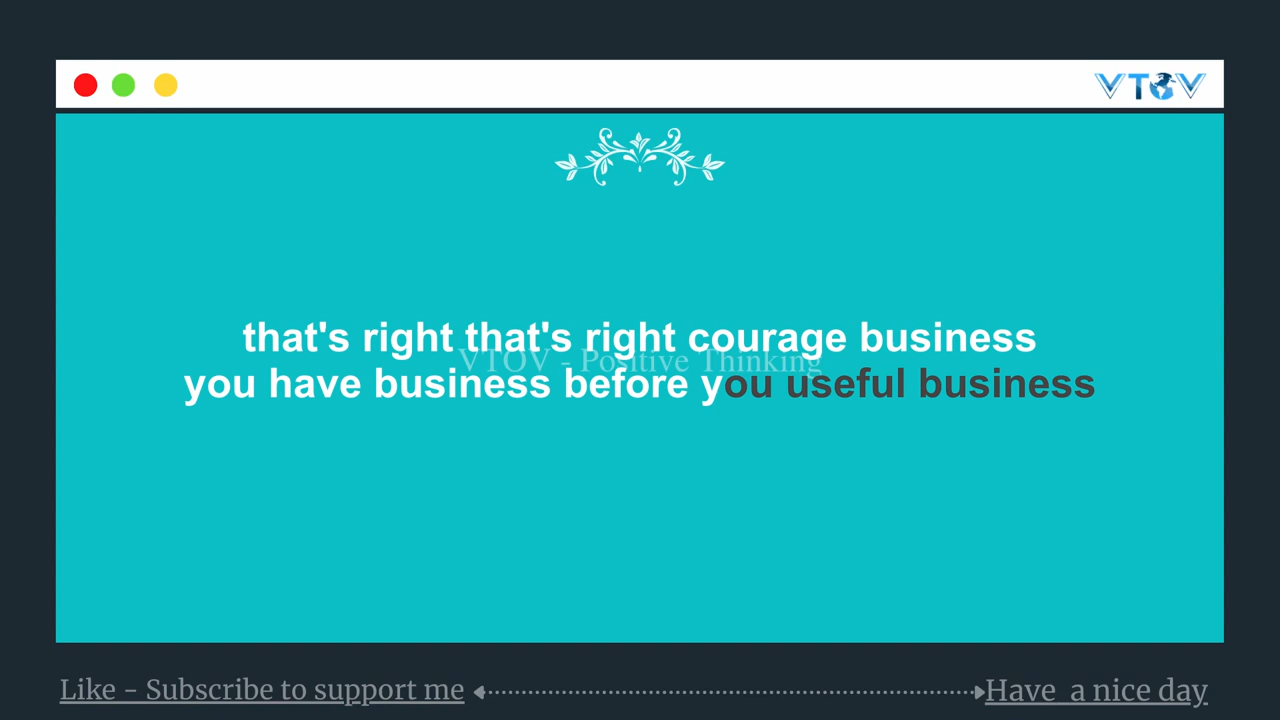 VTOV
that's right that's right courage business
VTOV - Positive Thinking
you have business before you useful business
Like - Subscribe to support me
Have a nice day